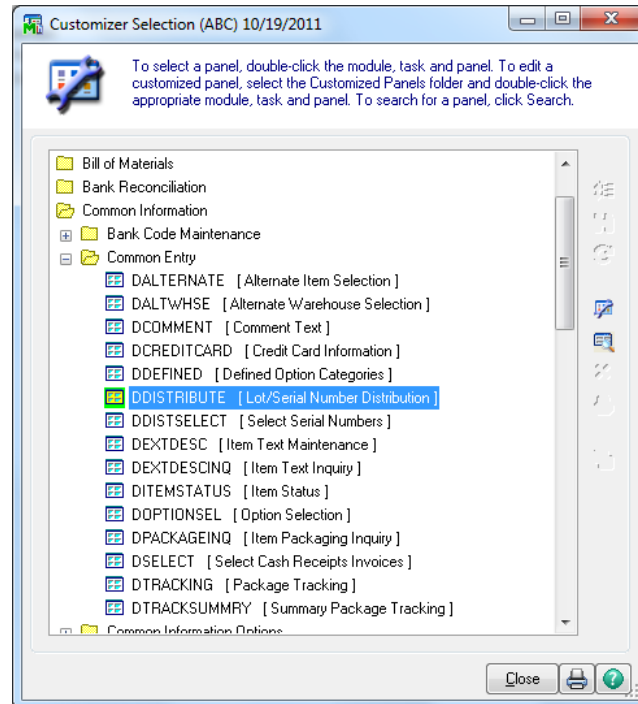 Customizer Selection (ABC) 10/19/2011
To select a panel, double-click the module, task and panel. To edit a
customized panel, select the Customized Panels folder and double-click the
appropriate module, task and panel. To search for a panel, click Search.
Bill of Materials
Bank Reconciliation
Common Information
Bank Code Maintenance
Common Entry
DALTERNATE [ Alternate Item Selection ]
DALTWHSE [ Alternate Warehouse Selection ]
DCOMMENT [ Comment Text ]
DCREDITCARD [ Credit Card Information ]
DDEFINED [ Defined Option Categories ]
DDISTRIBUTE [ Lot/Serial Number Distribution ]
DDISTSELECT [ Select Serial Numbers ]
DEXTDESC [ Item Text Maintenance ]
DEXTDESCINQ [ Item Text Inquiry ]
DITEMSTATUS [ Item Status ]
DOPTIONSEL [ Option Selection ]
DPACKAGEINQ [ Item Packaging Inquiry ]
DSELECT [ Select Cash Receipts Invoices ]
DTRACKING [ Package Tracking ]
DTRACKSUMMRY [ Summary Package Tracking ]
Common Information Options
Close